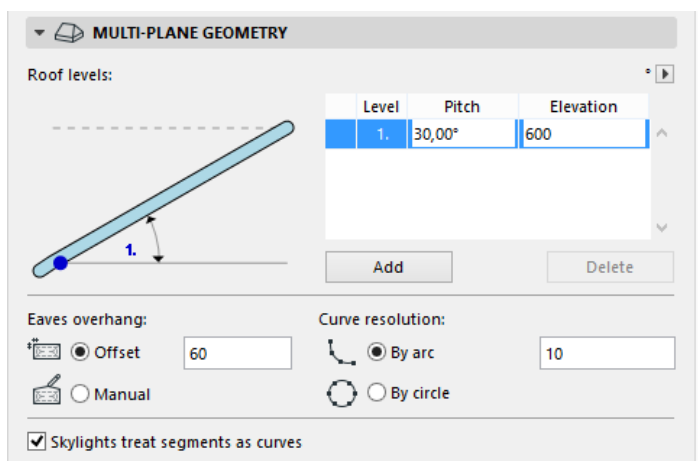 MULTI-PLANE GEOMETRY
Roof levels:
°
Level Pitch Elevation
1. 30,00° 600
1.
Add Delete
Eaves overhang: Curve resolution:
Offset 60 By arc 10
Manual By circle
Skylights treat segments as curves